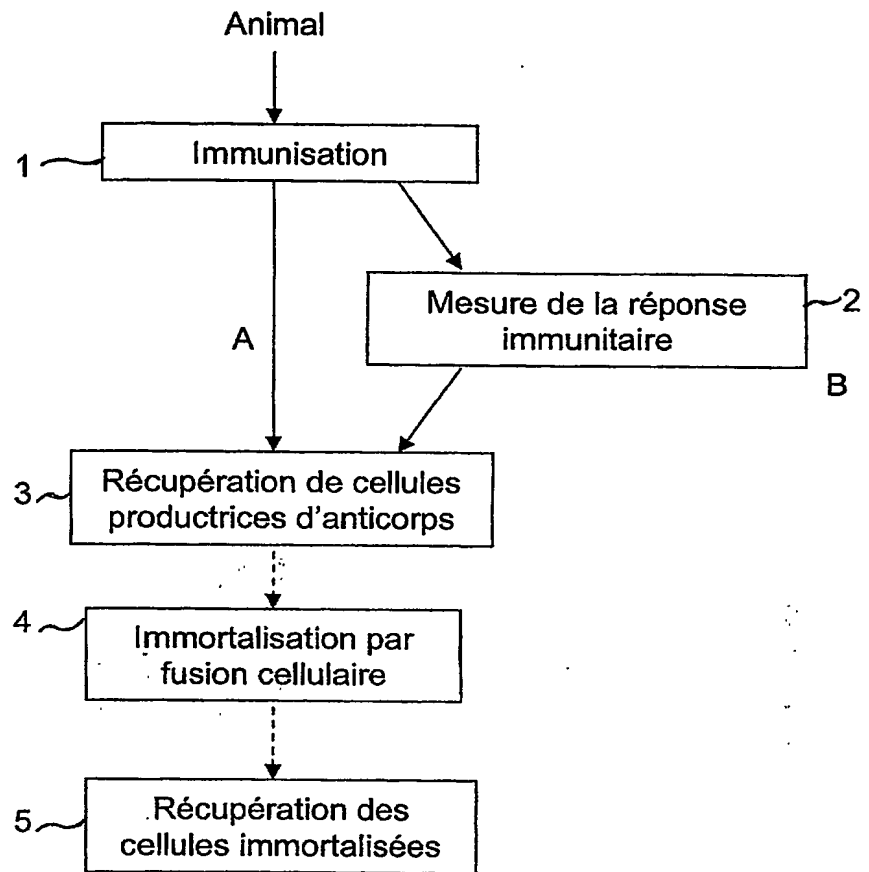 Animal
1
Immunisation
Mesure de la réponse
immunitaire
2
A
B
3
Récupération de cellules
productrices d'anticorps
4
Immortalisation par
fusion cellulaire
5
Récupération des
cellules immortalisées